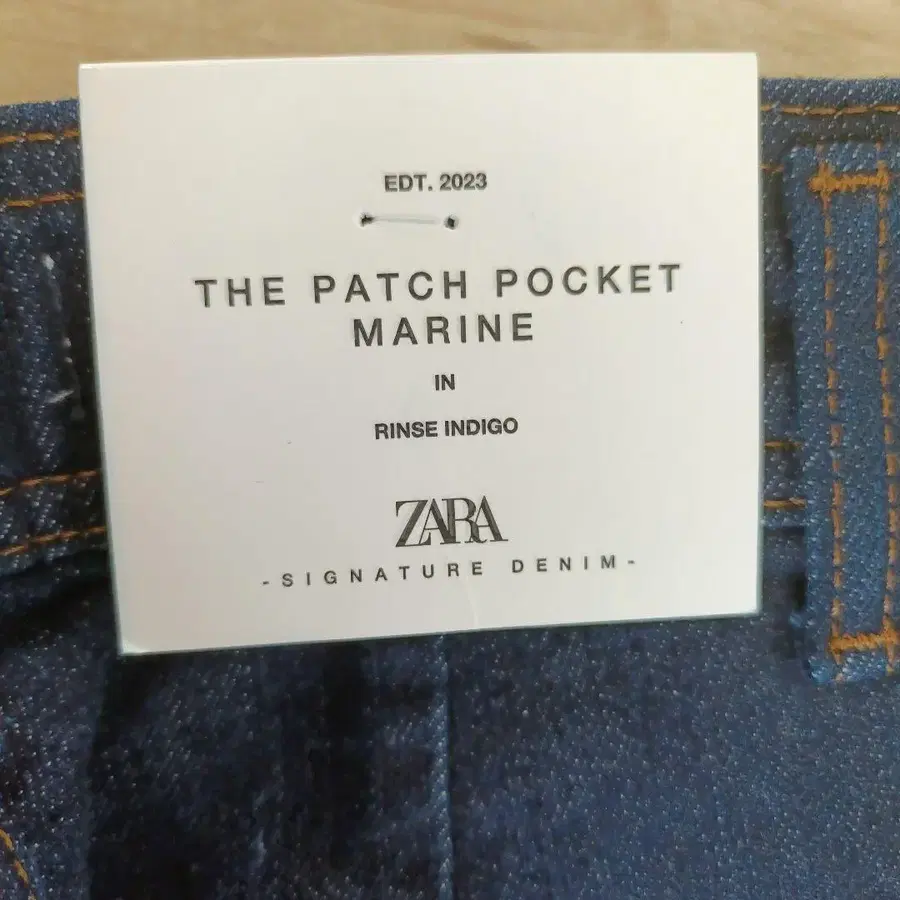 EDT. 2023
THE PATCH POCKET
MARINE
IN
RINSE INDIGO
ZARA
-SIGNATURE DENIM-